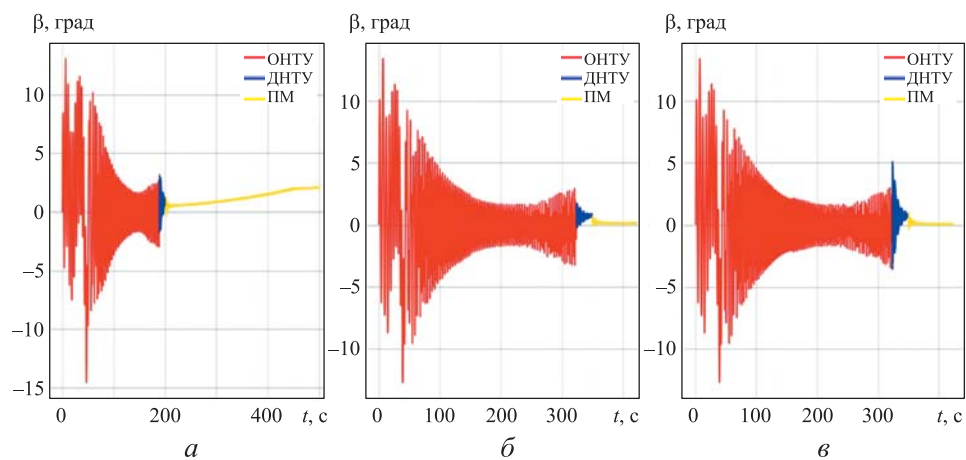 β, град
ОНТУ
ДНТУ
ПМ
10
5
0
–5
–10
–15
0
200
400
t, с
а
β, град
ОНТУ
ДНТУ
ПМ
10
5
0
–5
–10
0
100
200
300
t, с
б
β, град
ОНТУ
ДНТУ
ПМ
10
5
0
–5
–10
0
100
200
300
t, с
в